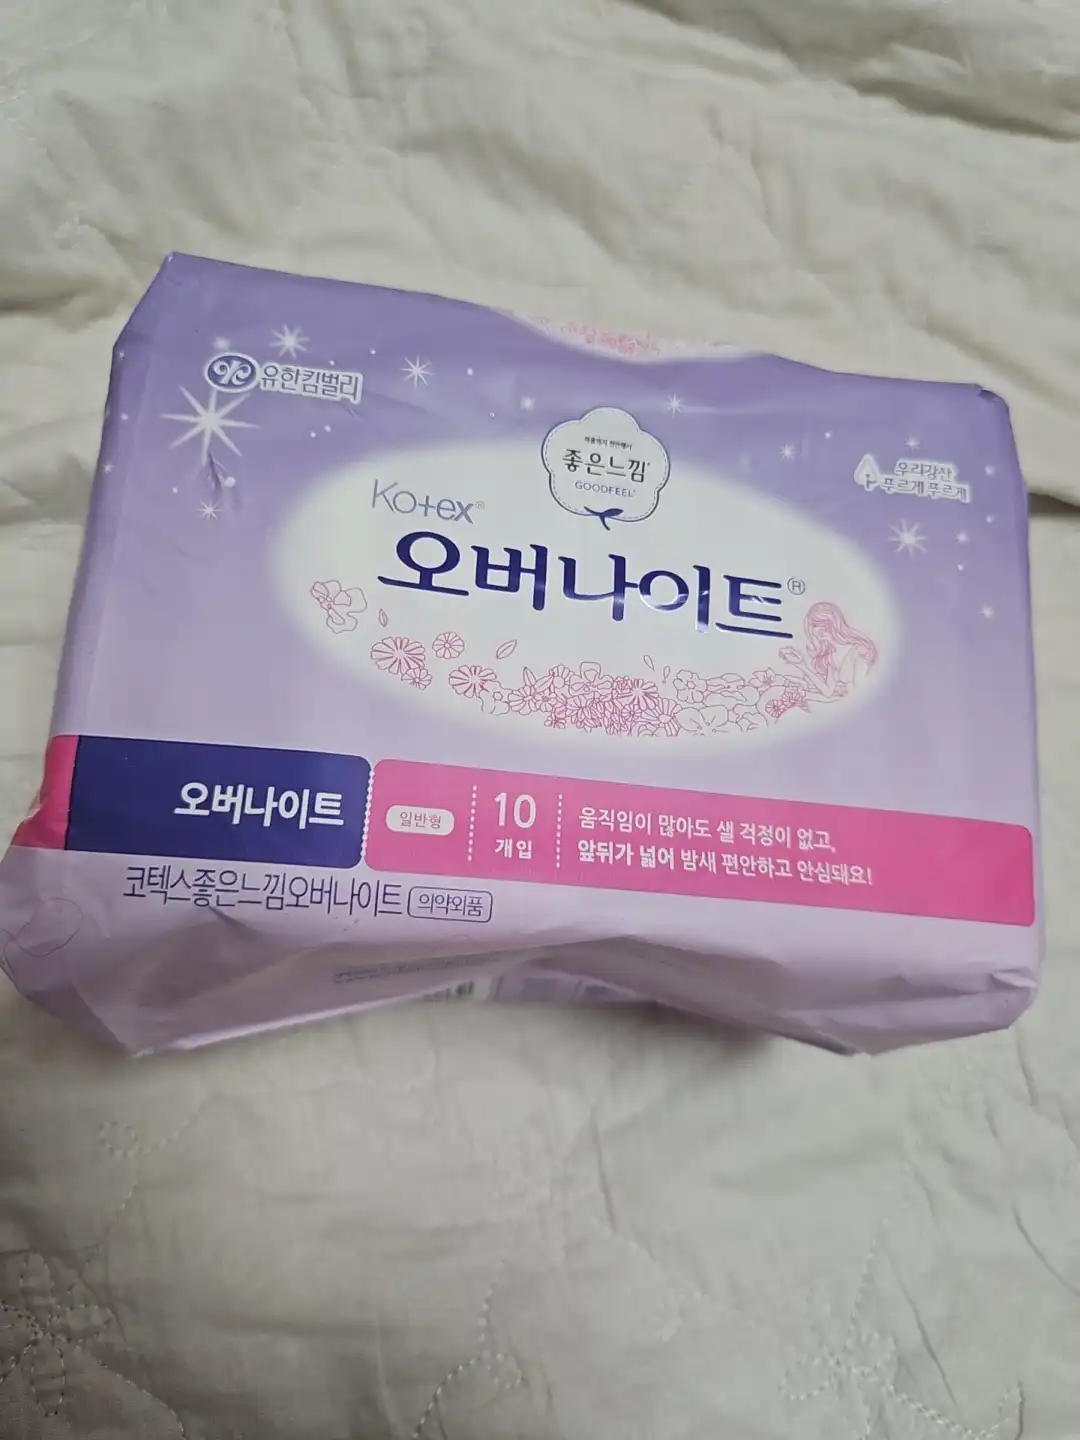 유한킴벌리
좋은느낌
GOODFEEL
우리강산
푸르게 푸르게
Kotex®
오버나이트®
오버나이트
일반형
10
개입
움직임이 많아도 샐 걱정이 없고,
앞뒤가 넓어 밤새 편안하고 안심돼요!
코텍스좋은느낌오버나이트 의약외품